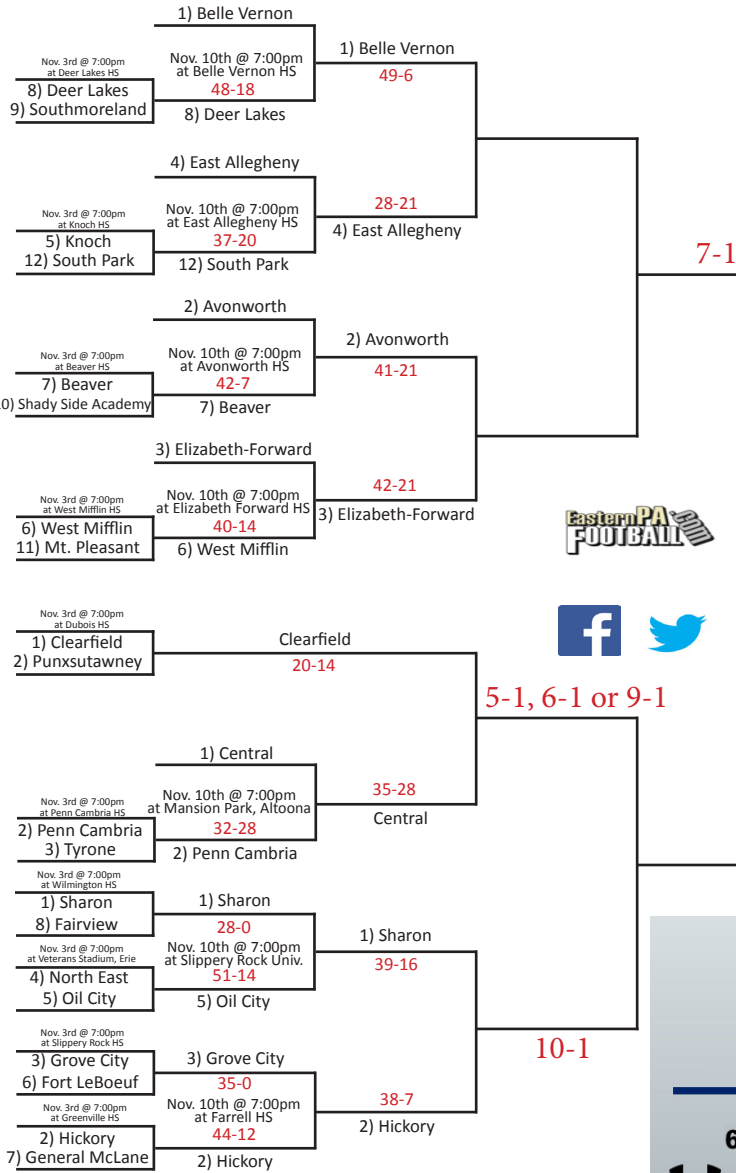 1) Belle Vernon
Nov. 3rd @ 7:00pm
at Deer Lakes HS
8) Deer Lakes
9) Southmoreland
Nov. 10th @ 7:00pm
at Belle Vernon HS
48-18
8) Deer Lakes
1) Belle Vernon
49-6
4) East Allegheny
Nov. 3rd @ 7:00pm
at Knoch HS
5) Knoch
12) South Park
Nov. 10th @ 7:00pm
at East Allegheny HS
37-20
12) South Park
28-21
4) East Allegheny
7-1
2) Avonworth
Nov. 3rd @ 7:00pm
at Beaver HS
7) Beaver
0) Shady Side Academy
Nov. 10th @ 7:00pm
at Avonworth HS
42-7
7) Beaver
2) Avonworth
41-21
3) Elizabeth-Forward
Nov. 3rd @ 7:00pm
at West Mifflin HS
6) West Mifflin
11) Mt. Pleasant
Nov. 10th @ 7:00pm
at Elizabeth Forward HS
40-14
6) West Mifflin
42-21
3) Elizabeth-Forward
EasternPA.com
FOOTBALL
f
Nov. 3rd @ 7:00pm
at Dubois HS
1) Clearfield
2) Punxsutawney
Clearfield
20-14
5-1, 6-1 or 9-1
1) Central
Nov. 3rd @ 7:00pm
at Penn Cambria HS
2) Penn Cambria
3) Tyrone
Nov. 10th @ 7:00pm
at Mansion Park, Altoona
32-28
2) Penn Cambria
35-28
Central
Nov. 3rd @ 7:00pm
at Wilmington HS
1) Sharon
8) Fairview
1) Sharon
28-0
Nov. 3rd @ 7:00pm
at Veterans Stadium, Erie
4) North East
5) Oil City
Nov. 10th @ 7:00pm
at Slippery Rock Univ.
51-14
5) Oil City
1) Sharon
39-16
10-1
Nov. 3rd @ 7:00pm
at Slippery Rock HS
3) Grove City
6) Fort LeBoeuf
3) Grove City
35-0
Nov. 3rd @ 7:00pm
at Greenville HS
2) Hickory
7) General McLane
Nov. 10th @ 7:00pm
at Farrell HS
44-12
2) Hickory
38-7
2) Hickory
6